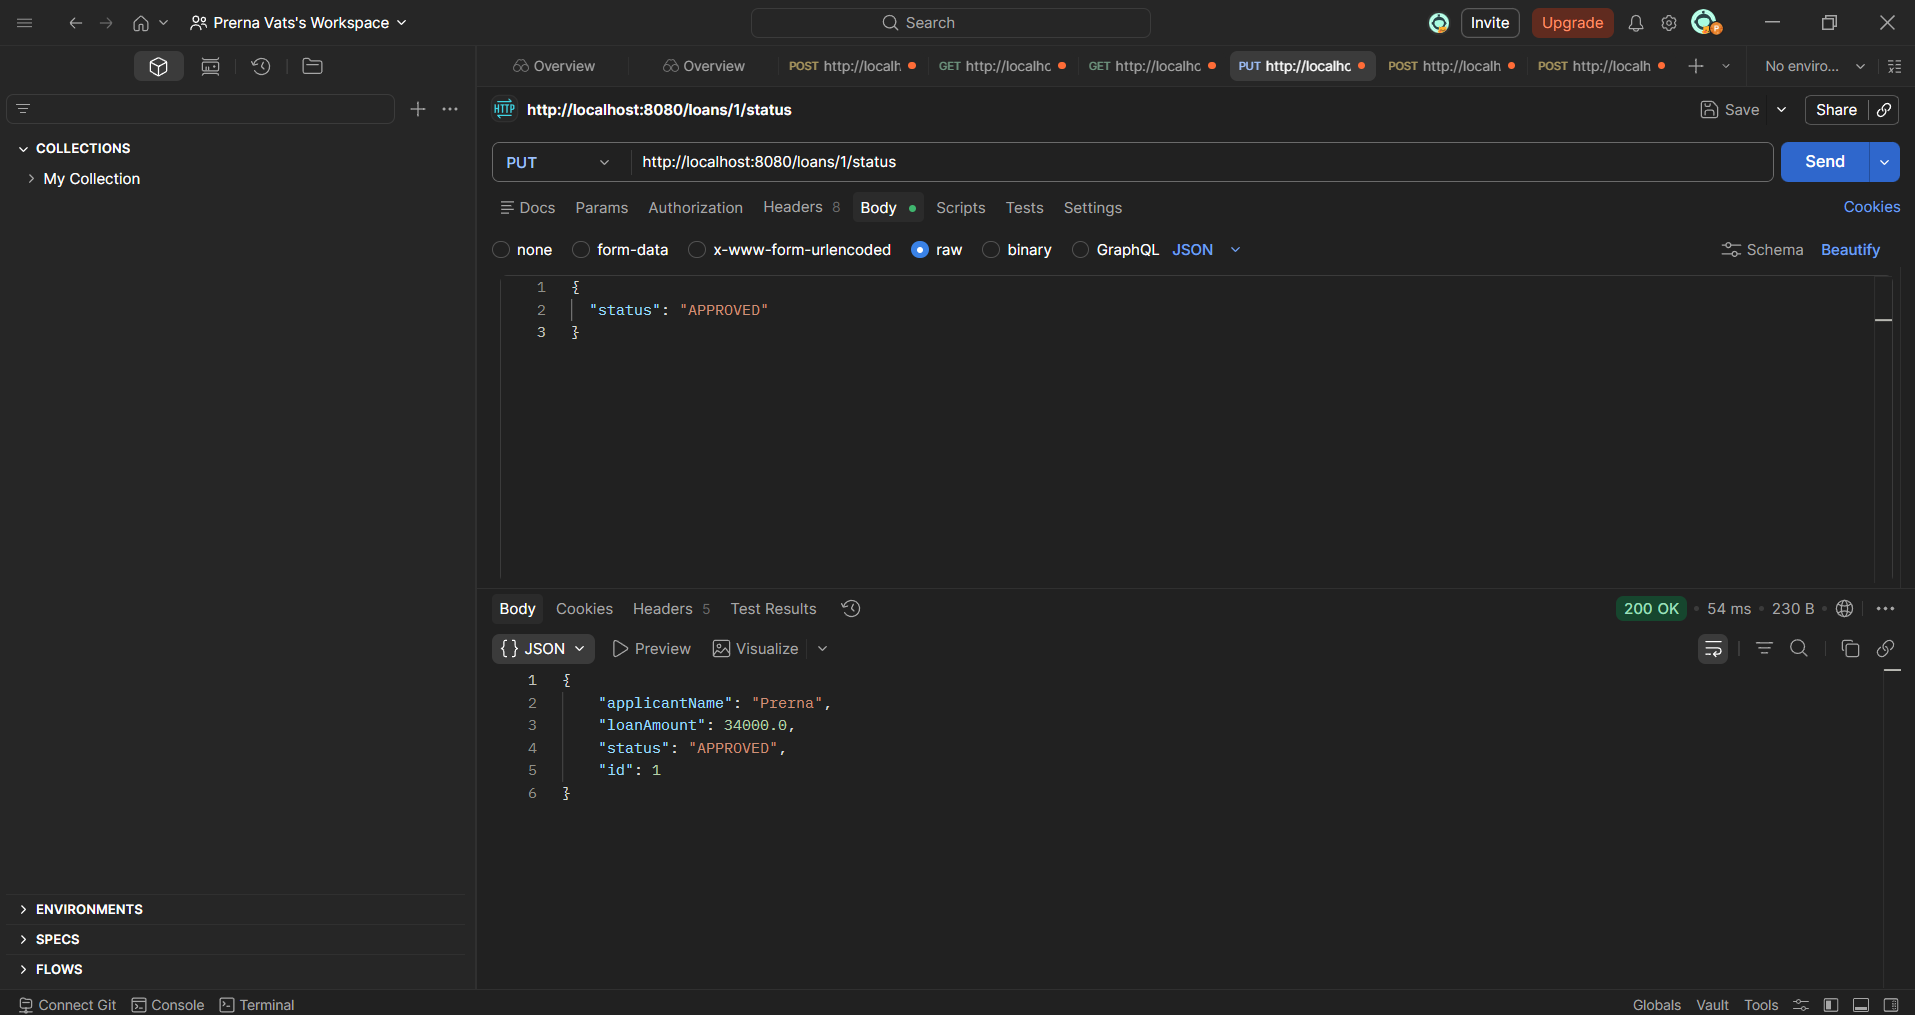 Prerna Vats's Workspace
Search
Invite
Upgrade
Overview
Overview
POST http://localh
GET http://localhc
GET http://localhc
PUT http://localhc
POST http://localh
POST http://localh
No enviro...
COLLECTIONS
My Collection
HTTP http://localhost:8080/loans/1/status
Save
Share
PUT http://localhost:8080/loans/1/status
Send
Docs Params Authorization Headers 8 Body Scripts Tests Settings
Cookies
none form-data x-www-form-urlencoded raw binary GraphQL JSON
Schema Beautify
1 {
2 "status": "APPROVED"
3 }
Body Cookies Headers 5 Test Results
200 OK • 54 ms • 230 B
{} JSON Preview Visualize
1 {
2 "applicantName": "Prerna",
3 "loanAmount": 34000.0,
4 "status": "APPROVED",
5 "id": 1
6 }
ENVIRONMENTS
SPECS
FLOWS
Connect Git Console Terminal
Globals Vault Tools